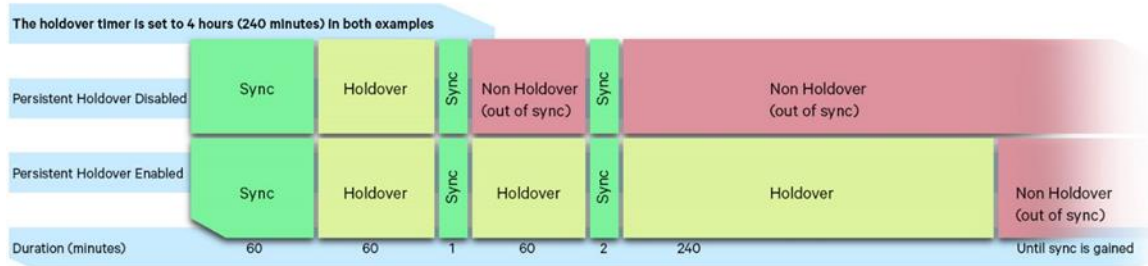 The holdover timer is set to 4 hours (240 minutes) in both examples
Persistent Holdover Disabled
Sync
Holdover
Sync
Non Holdover
(out of sync)
Sync
Non Holdover
(out of sync)
Persistent Holdover Enabled
Sync
Holdover
Sync
Holdover
Sync
Holdover
Non Holdover
(out of sync)
Duration (minutes) 60 60 1 60 2 240 Until sync is gained